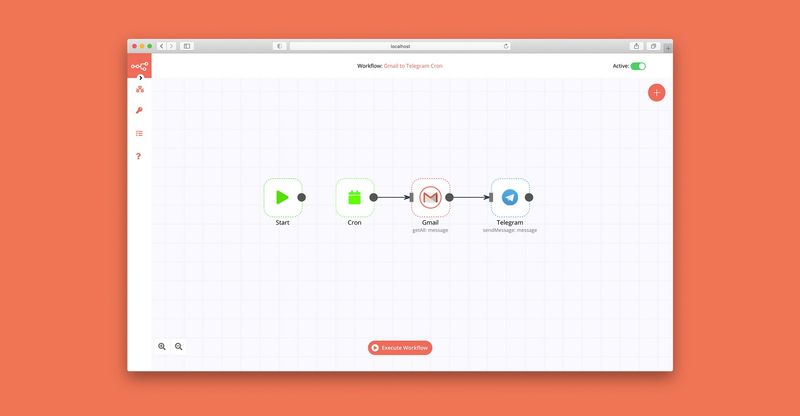 localhost
Workflow: Gmail to Telegram Cron
Active:
Start
Cron
Gmail
getAll: message
Telegram
sendMessage: message
?
Execute Workflow